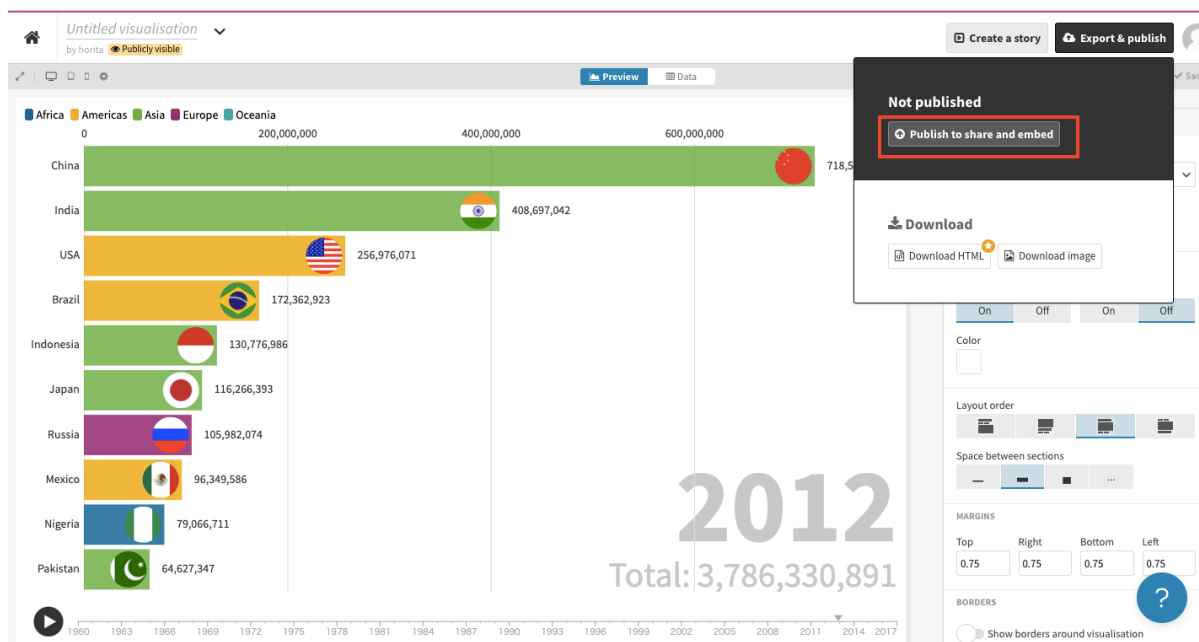 Untitled visualisation
by horita Publicly visible
Create a story
Export & publish
Preview
Data
Not published
Publish to share and embed
Download
Download HTML
Download image
Africa Americas Asia Europe Oceania
0 200,000,000 400,000,000 600,000,000
China
India 408,697,042
USA 256,976,071
Brazil 172,362,923
Indonesia 130,776,986
Japan 116,266,393
Russia 105,982,074
Mexico 96,349,586
Nigeria 79,066,711
Pakistan 64,627,347
2012
Total: 3,786,330,891
1960 1963 1966 1969 1972 1975 1978 1981 1984 1987 1990 1993 1996 1999 2002 2005 2008 2011 2014 2017
On Off On Off
Color
Layout order
Space between sections
MARGINS
Top Right Bottom Left
0.75 0.75 0.75 0.75
BORDERS
Show borders around visualisation
?